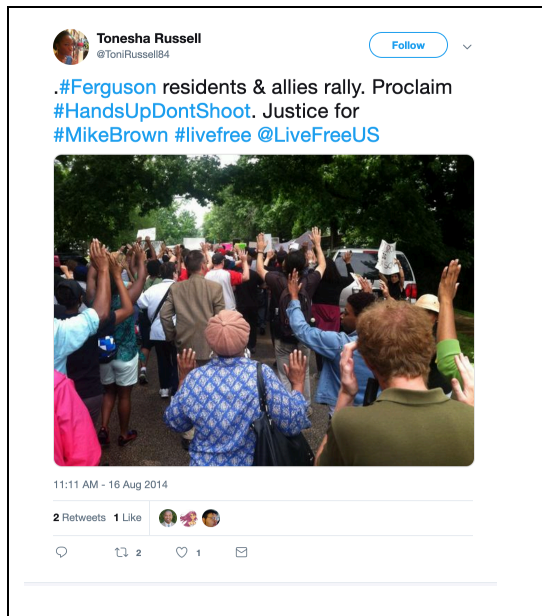 Tonesha Russell
@ToniRussell84
Follow
.#Ferguson residents & allies rally. Proclaim
#HandsUpDontShoot. Justice for
#MikeBrown #livefree @LiveFreeUS
11:11 AM - 16 Aug 2014
2 Retweets 1 Like
2 1